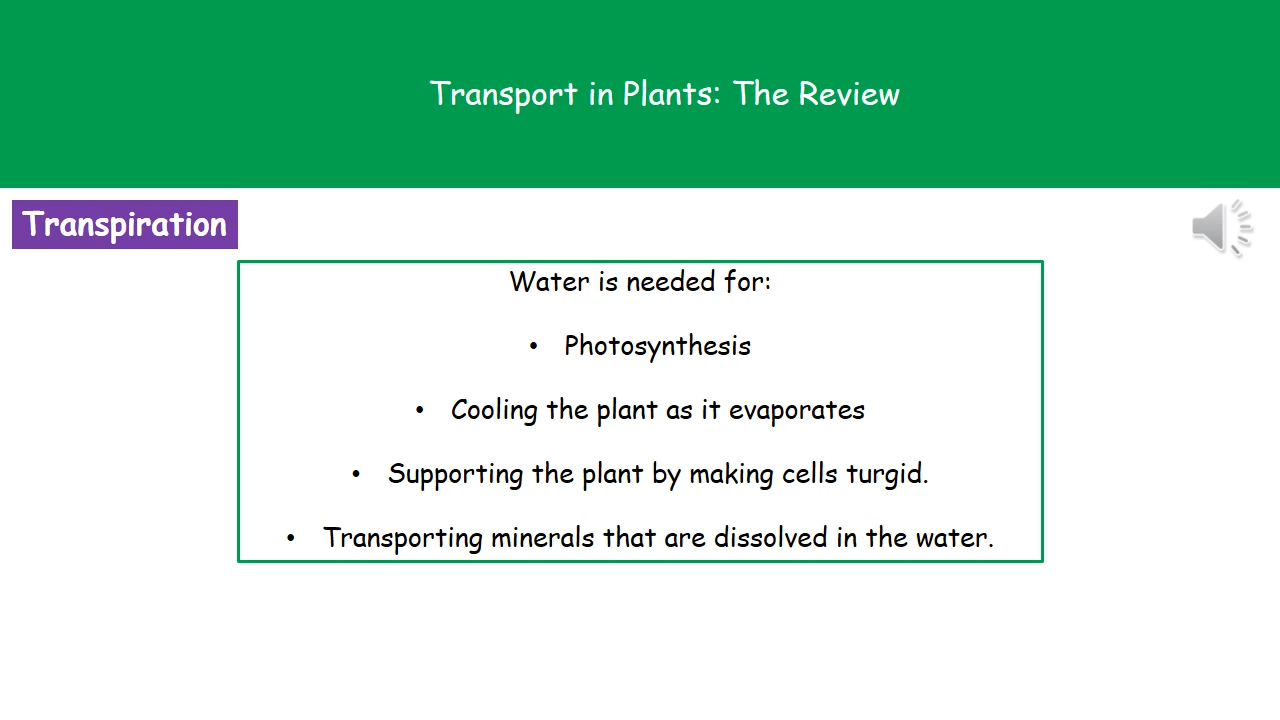 Transport in Plants: The Review
Transpiration
Water is needed for:
• Photosynthesis
• Cooling the plant as it evaporates
• Supporting the plant by making cells turgid.
• Transporting minerals that are dissolved in the water.